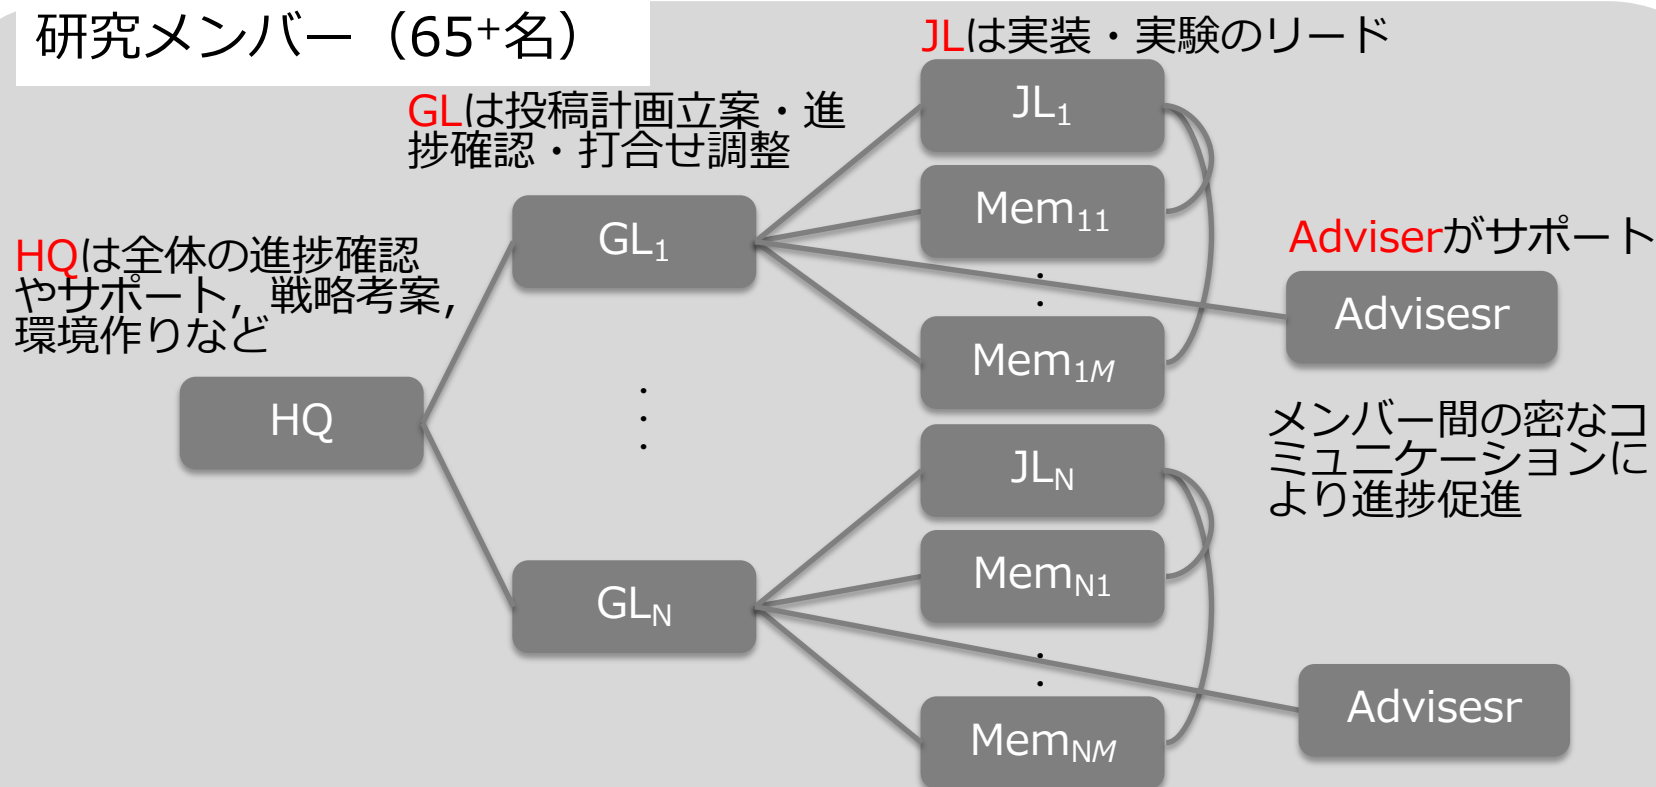 研究メンバー（65⁺名）
JLは実装・実験のリード
GLは投稿計画立案・進
捗確認・打合せ調整
HQは全体の進捗確認
やサポート，戦略考案，
環境作りなど
HQ
GL₁
⋮
GL_N
JL₁
Mem₁₁
:
Mem₁M
JL_N
Mem_N1
:
Mem_NM
Adviserがサポート
Advisesr
メンバー間の密なコ
ミュニケーションに
より進捗促進
Advisesr